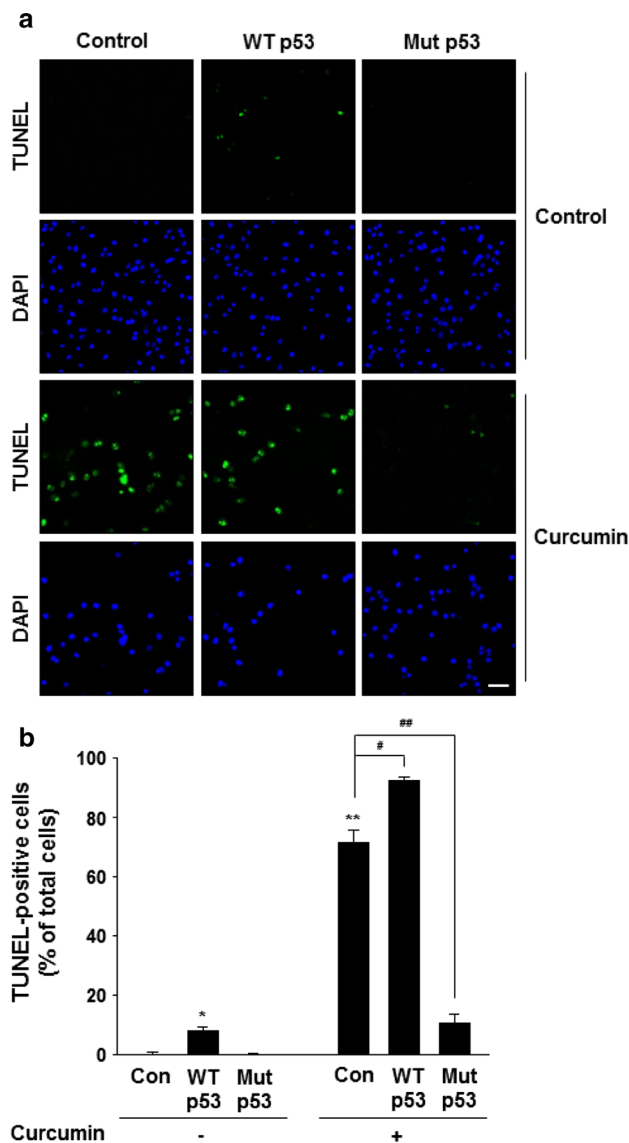 a
Control WT p53 Mut p53
TUNEL
DAPI
Control
TUNEL
DAPI
Curcumin
b
TUNEL-positive cells
(% of total cells)
100
80
60
40
20
0
*
**
#
##
Con WT p53 Mut p53 Con WT p53 Mut p53
Curcumin - +